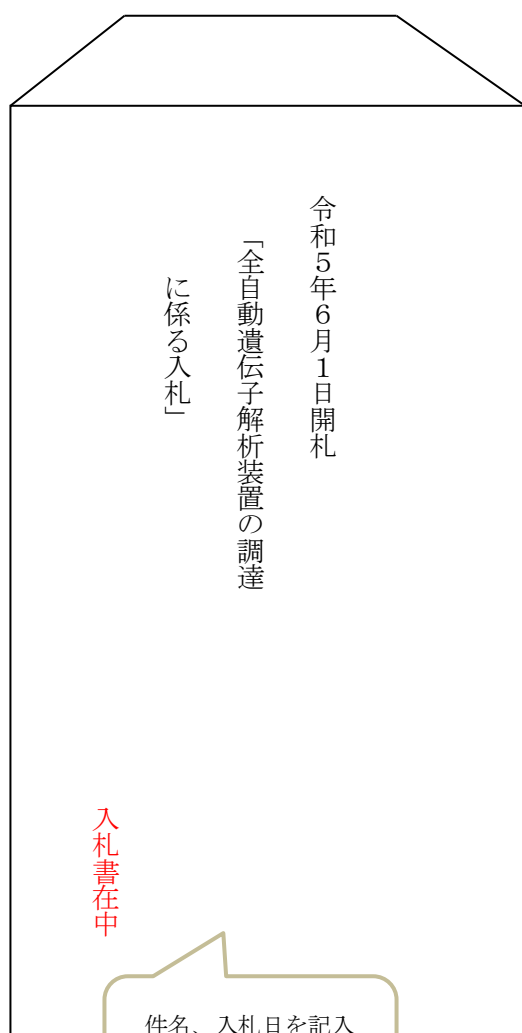 令和５年６月１日開札
「全自動遺伝子解析装置の調達
に係る入札」
入札書在中
件名、入札日を記入